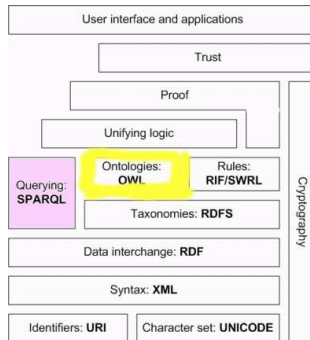 User interface and applications
Trust
Proof
Unifying logic
Ontologies:
OWL
Rules:
RIF/SWRL
Querying:
SPARQL
Taxonomies: RDFS
Cryptography
Data interchange: RDF
Syntax: XML
Identifiers: URI
Character set: UNICODE